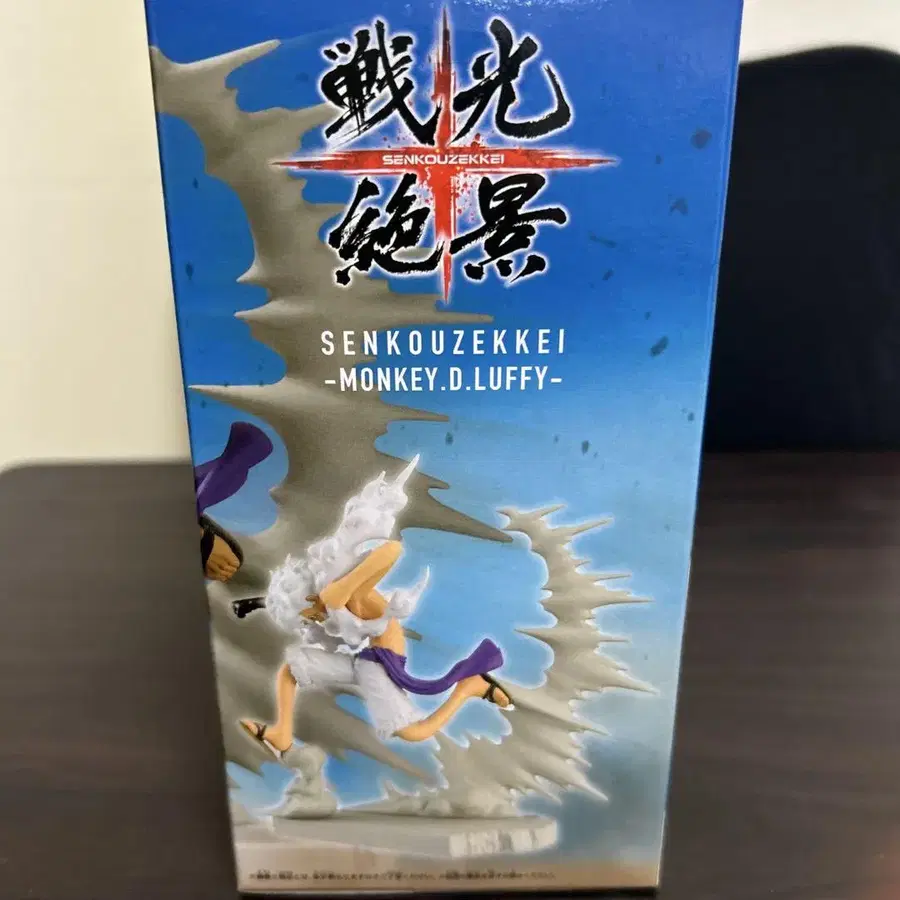 戦光
SENKOUZEKKEI
絶景
SENKOUZEKKEI
-MONKEY.D.LUFFY-